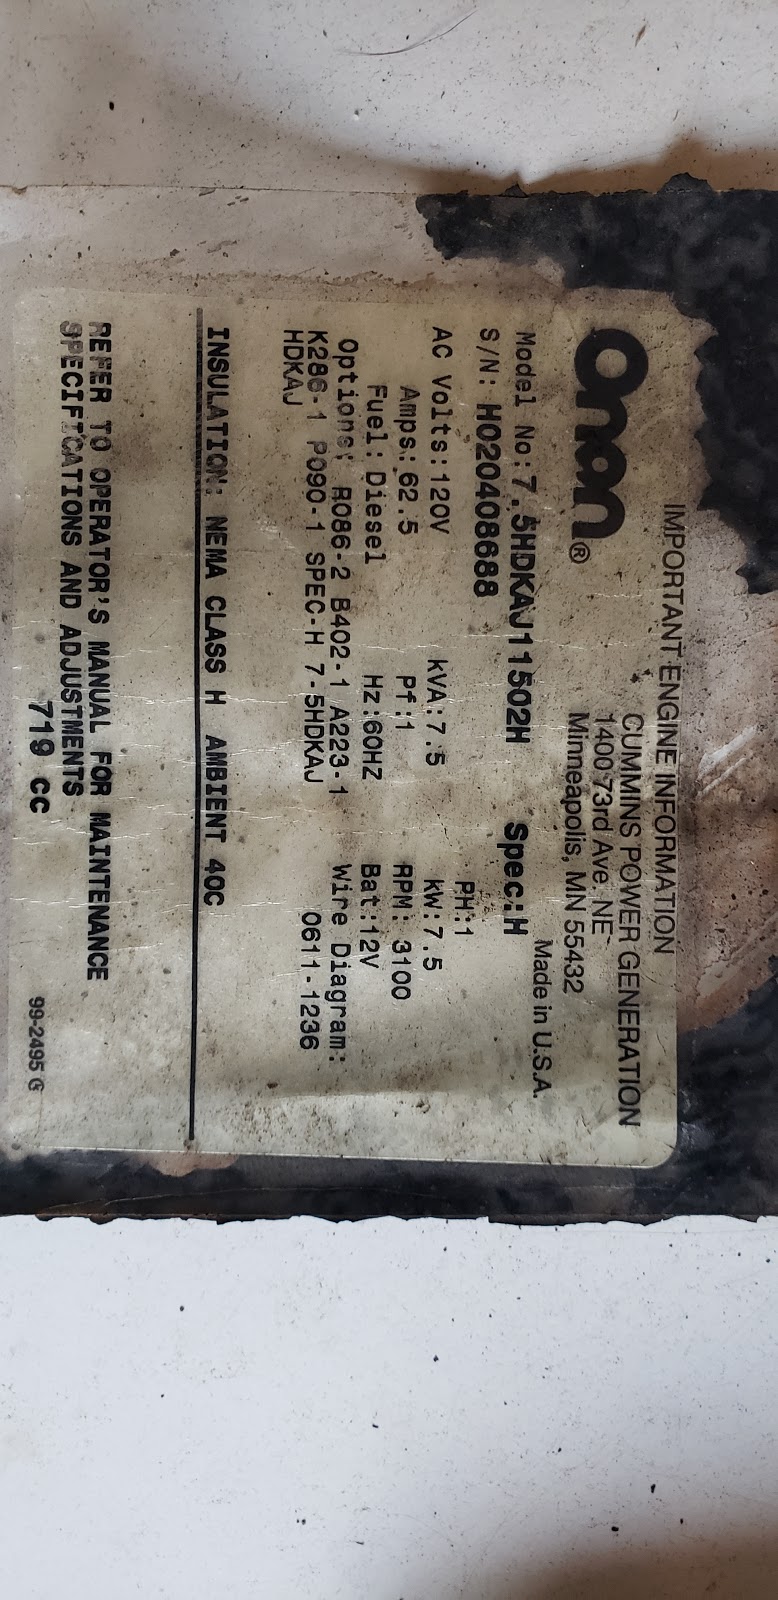 IMPORTANT ENGINE INFORMATION
Onan®
CUMMINS POWER GENERATION
1400 73rd Ave. NE
Minneapolis, MN 55432
Made in U.S.A.
Model No:7.5HDKAJ11502H Spec:H
S/N: H020408688 PH:1
AC Volts:120V kVA:7.5 kW:7.5
Amps: 62.5 Pf:1 RPM: 3100
Fuel: Diesel Hz:60HZ Bat:12V
Options: R086-2 B402-1 A223-1 Wire Diagram:
K286-1 P090-1 SPEC-H 7-5HDKAJ 0611-1236
HDKAJ
INSULATION: NEMA CLASS H AMBIENT 40C
REFER TO OPERATOR'S MANUAL FOR MAINTENANCE
SPECIFICATIONS AND ADJUSTMENTS
719 CC
99-2495 G